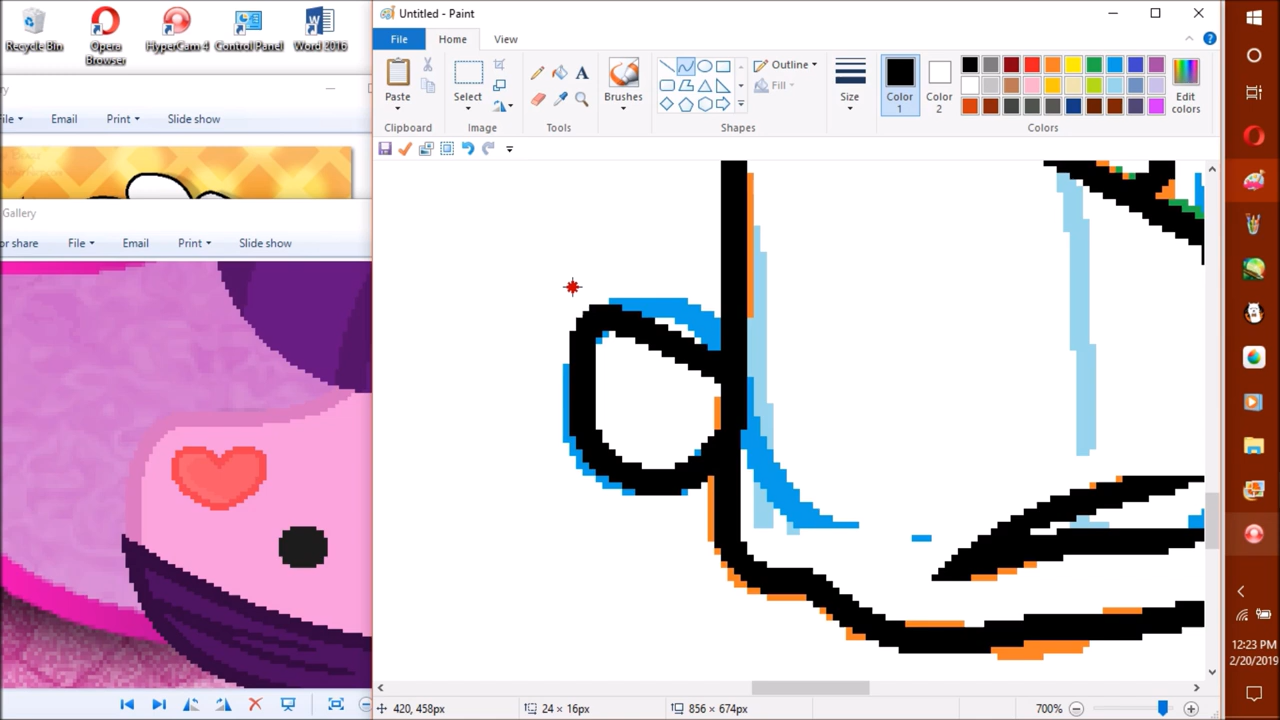 Recycle Bin
Opera Browser
HyperCam 4
Control Panel
Word 2016
Untitled - Paint
File
Home
View
Paste
Select
Brushes
Outline
Fill
Size
Color 1
Color 2
Edit colors
Clipboard
Image
Tools
Shapes
Colors
Email
Print
Slide show
Gallery
or share
File
Email
Print
Slide show
420, 458px
24 × 16px
856 × 674px
700%
12:23 PM
2/20/2019